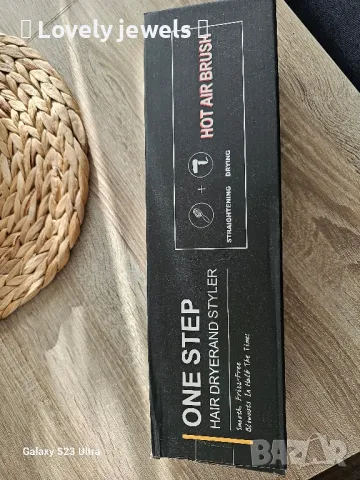 Lovely jewels
ONE STEP
HAIR DRYERAND STYLER
Smooth Frizz-Free
Blowouts In Half The Time:
STRAIGHTENING + DRYING
HOT AIR BRUSH
Galaxy S23 Ultra
BAZAR